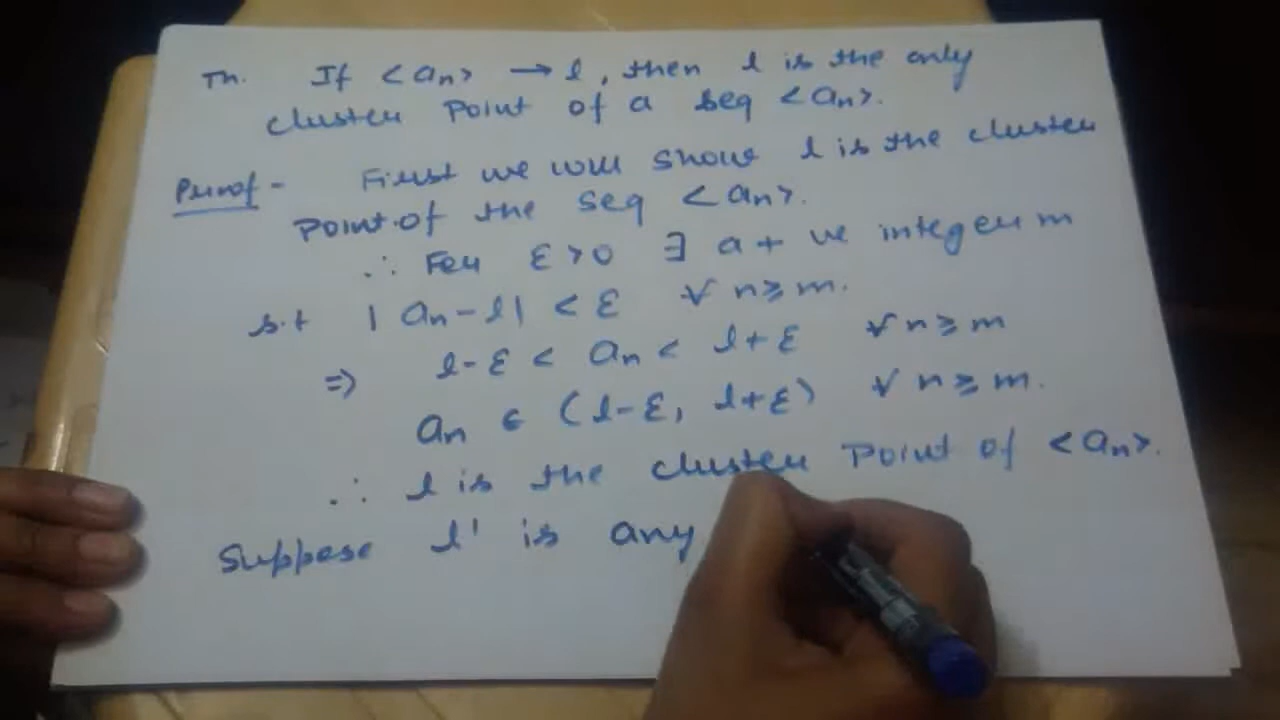 Th. If <an> → l, then l is the only
cluster point of a seq <an>.
Proof - First we will show l is the cluster
point of the seq <an>.
∴ For ε>0 ∃ a + ve integer m
s.t |an-l| < ε ∀ n≥m.
⇒ l-ε < an < l+ε ∀ n≥m
an ∈ (l-ε, l+ε) ∀ n≥m.
∴ l is the cluster point of <an>.
Suppose l' is any